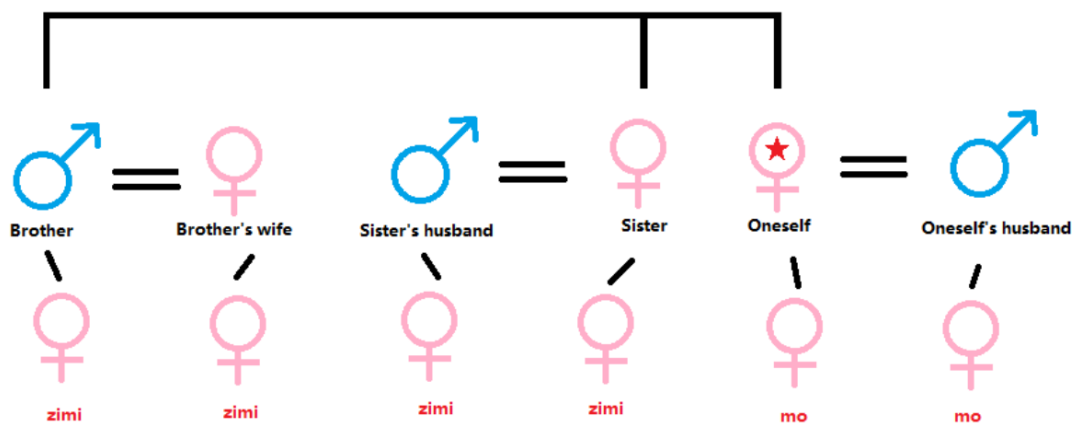 Brother
Brother's wife
Sister's husband
Sister
Oneself
Oneself's husband
zimi
zimi
zimi
zimi
mo
mo